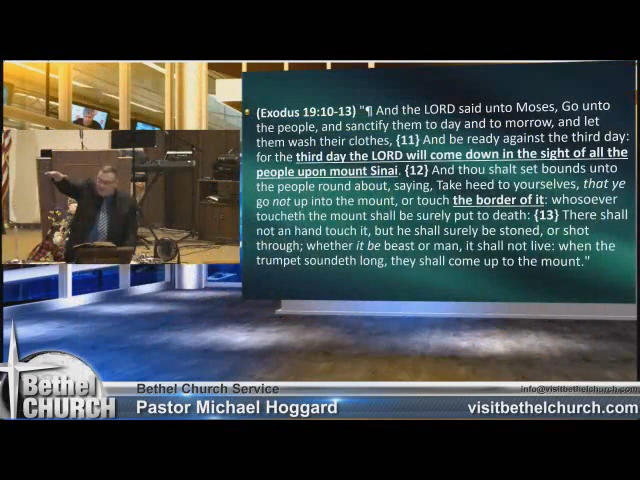 (Exodus 19:10-13) "¶ And the LORD said unto Moses, Go unto
the people, and sanctify them to day and to morrow, and let
them wash their clothes, {11} And be ready against the third day:
for the third day the LORD will come down in the sight of all the
people upon mount Sinai. {12} And thou shalt set bounds unto
the people round about, saying, Take heed to yourselves, that ye
go not up into the mount, or touch the border of it: whosoever
toucheth the mount shall be surely put to death: {13} There shall
not an hand touch it, but he shall surely be stoned, or shot
through; whether it be beast or man, it shall not live: when the
trumpet soundeth long, they shall come up to the mount."
Bethel
CHURCH
Bethel Church Service
info@visitbethelchurch.com
Pastor Michael Hoggard
visitbethelchurch.com